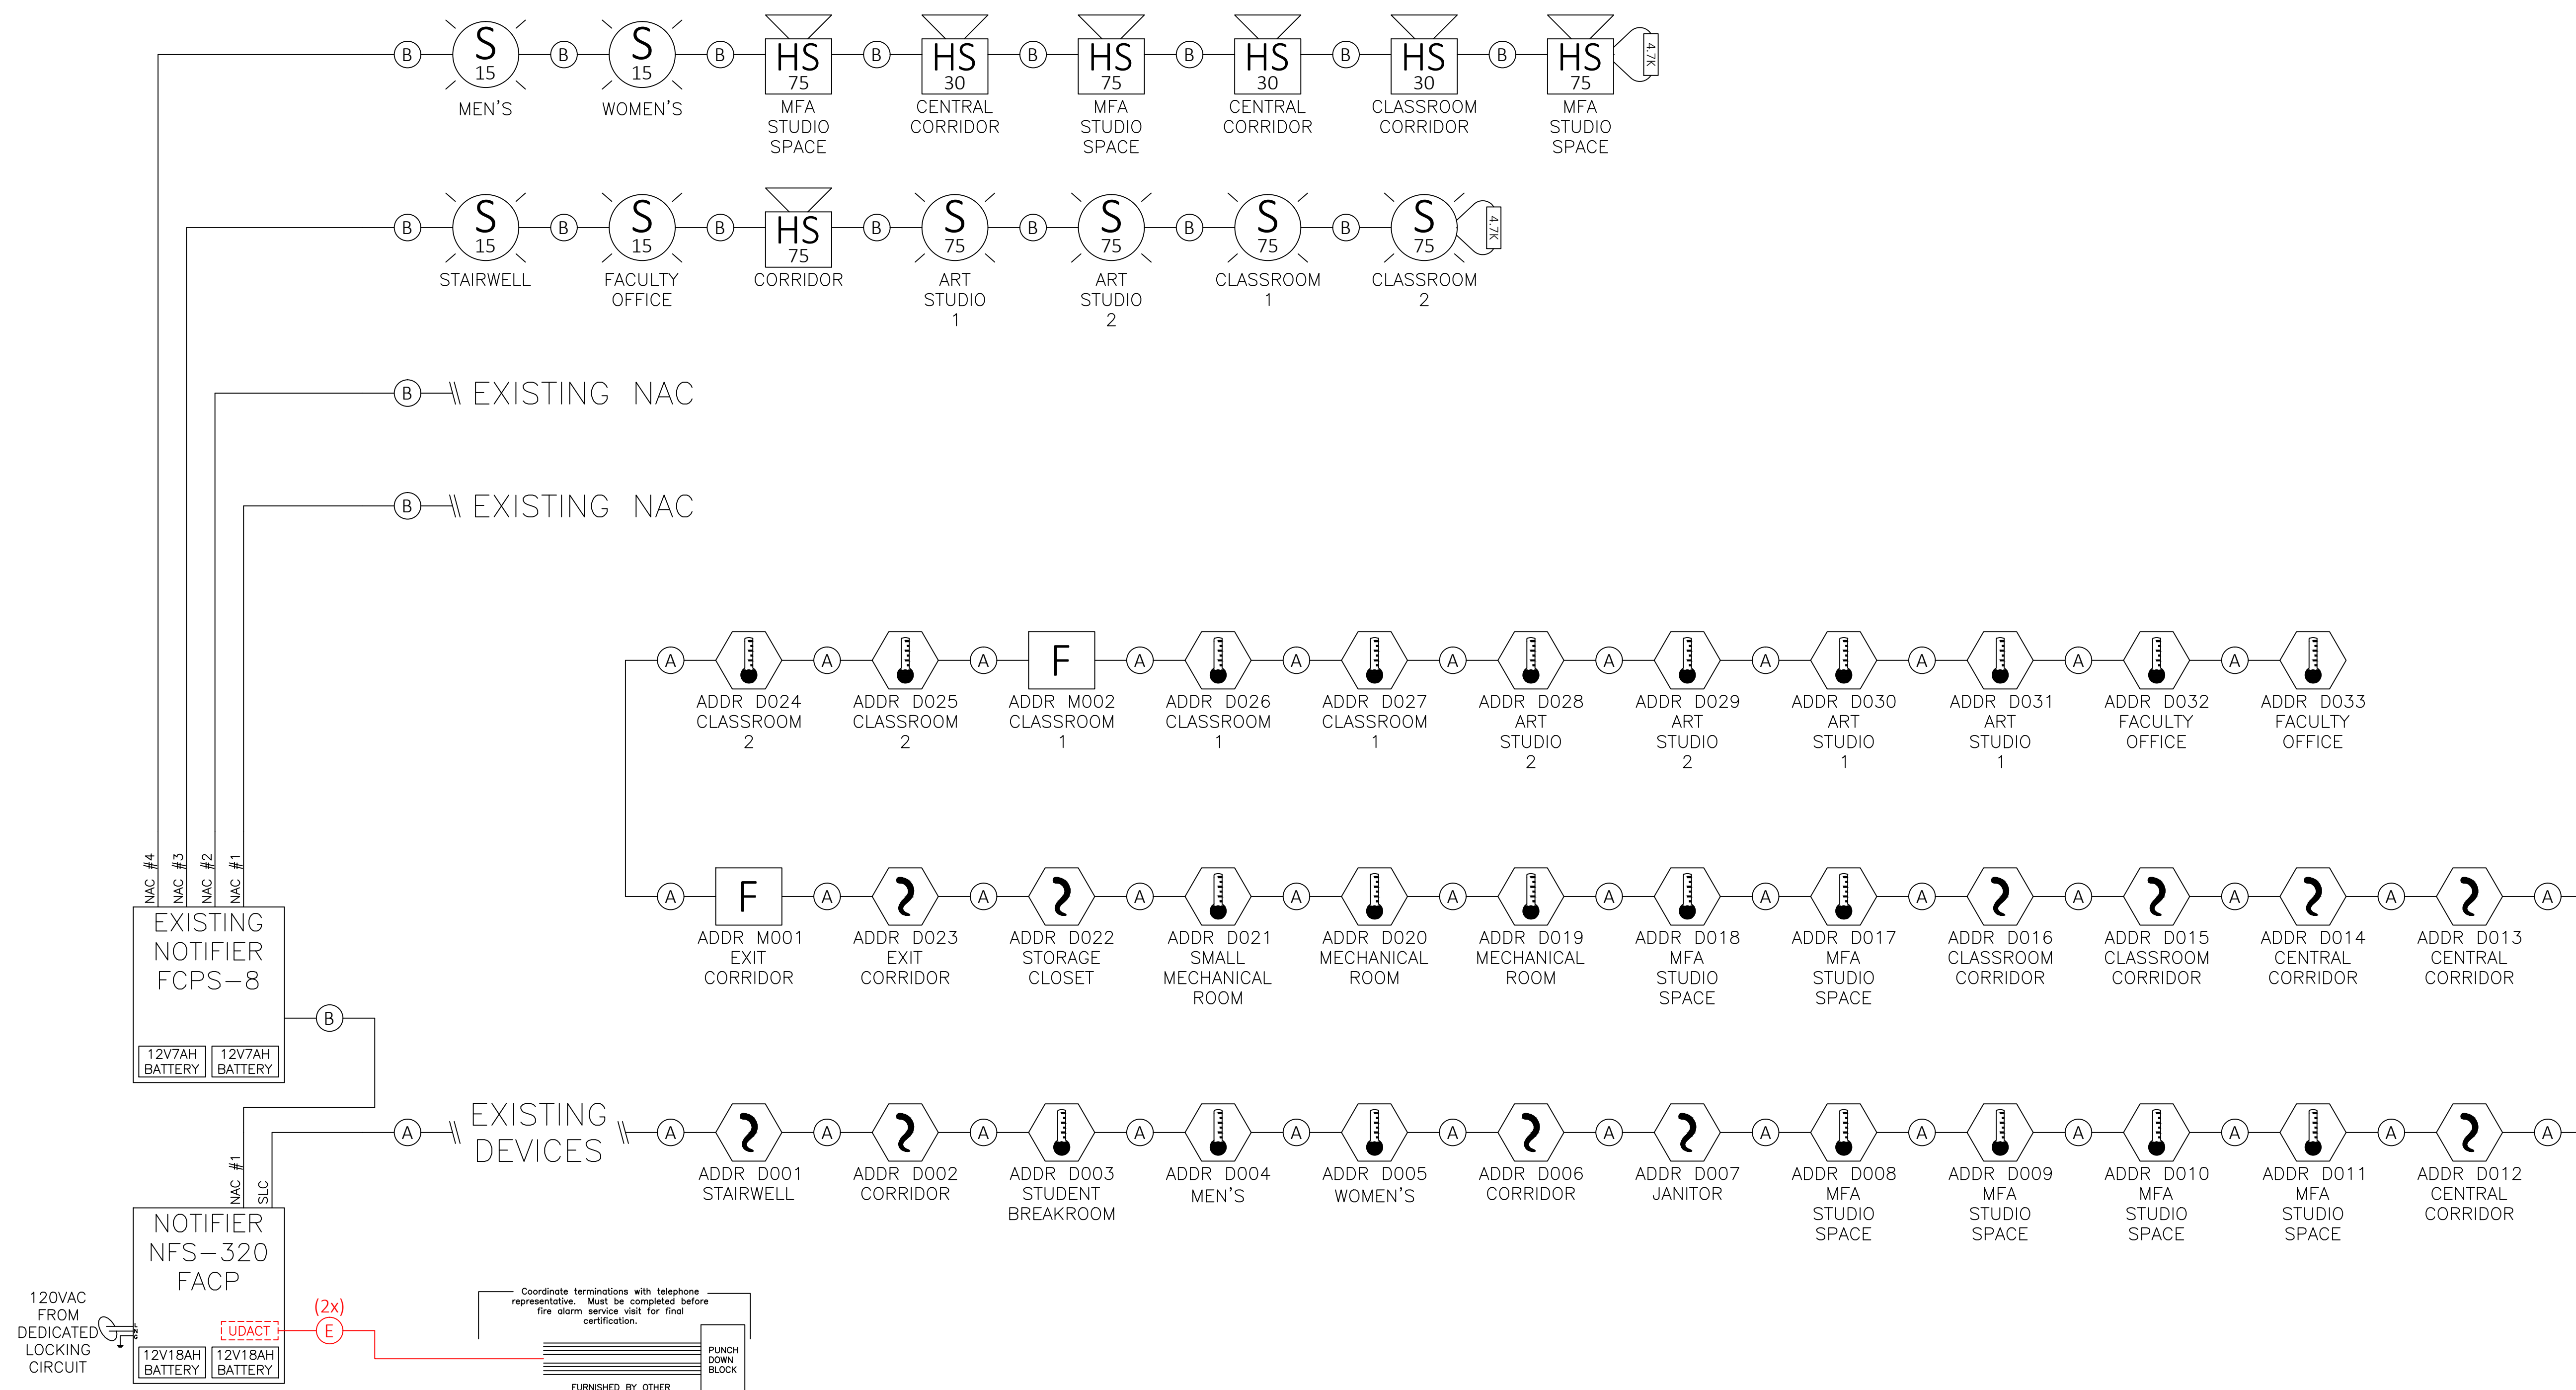 B S 15 B S 15 B HS 75 B HS 30 B HS 75 B HS 30 B HS 30 B HS 75 4.7K
MEN'S
WOMEN'S
MFA
STUDIO
SPACE
CENTRAL
CORRIDOR
MFA
STUDIO
SPACE
CENTRAL
CORRIDOR
CLASSROOM
CORRIDOR
MFA
STUDIO
SPACE
B S 15 B S 15 B HS 75 B S 75 B S 75 B S 75 B S 75 4.7K
STAIRWELL
FACULTY
OFFICE
CORRIDOR
ART
STUDIO
1
ART
STUDIO
2
CLASSROOM
1
CLASSROOM
2
B EXISTING NAC
B EXISTING NAC
A A A F A A A A A A A A
ADDR D024
CLASSROOM
2
ADDR D025
CLASSROOM
2
ADDR M002
CLASSROOM
1
ADDR D026
CLASSROOM
1
ADDR D027
CLASSROOM
1
ADDR D028
ART
STUDIO
2
ADDR D029
ART
STUDIO
2
ADDR D030
ART
STUDIO
1
ADDR D031
ART
STUDIO
1
ADDR D032
FACULTY
OFFICE
ADDR D033
FACULTY
OFFICE
A F A A A A A A A A A A A A
ADDR M001
EXIT
CORRIDOR
ADDR D023
EXIT
CORRIDOR
ADDR D022
STORAGE
CLOSET
ADDR D021
SMALL
MECHANICAL
ROOM
ADDR D020
MECHANICAL
ROOM
ADDR D019
MECHANICAL
ROOM
ADDR D018
MFA
STUDIO
SPACE
ADDR D017
MFA
STUDIO
SPACE
ADDR D016
CLASSROOM
CORRIDOR
ADDR D015
CLASSROOM
CORRIDOR
ADDR D014
CENTRAL
CORRIDOR
ADDR D013
CENTRAL
CORRIDOR
NAC #4
NAC #3
NAC #2
NAC #1
EXISTING
NOTIFIER
FCPS-8
B
12V7AH
BATTERY
12V7AH
BATTERY
A
EXISTING
DEVICES
A A A A A A A A A A A A A
ADDR D001
STAIRWELL
ADDR D002
CORRIDOR
ADDR D003
STUDENT
BREAKROOM
ADDR D004
MEN'S
ADDR D005
WOMEN'S
ADDR D006
CORRIDOR
ADDR D007
JANITOR
ADDR D008
MFA
STUDIO
SPACE
ADDR D009
MFA
STUDIO
SPACE
ADDR D010
MFA
STUDIO
SPACE
ADDR D011
MFA
STUDIO
SPACE
ADDR D012
CENTRAL
CORRIDOR
NAC #1
SLC
NOTIFIER
NFS-320
FACP
120VAC
FROM
DEDICATED
LOCKING
CIRCUIT
UDACT
(2x)
E
12V18AH
BATTERY
12V18AH
BATTERY
Coordinate terminations with telephone
representative. Must be completed before
fire alarm service visit for final
certification.
PUNCH
DOWN
BLOCK
FURNISHED BY OTHER